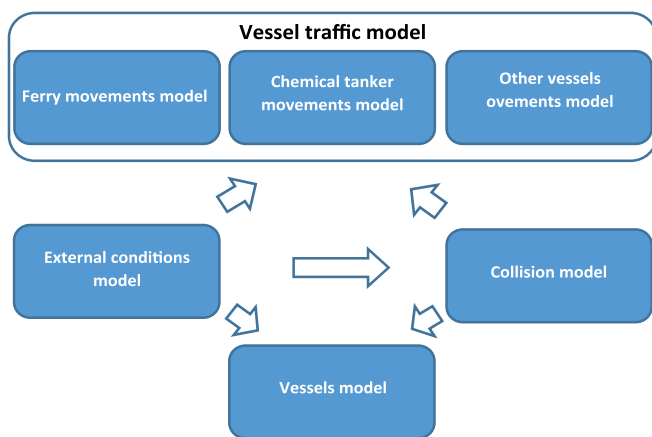 Vessel traffic model
Ferry movements model
Chemical tanker
movements model
Other vessels
ovements model
External conditions
model
Collision model
Vessels model